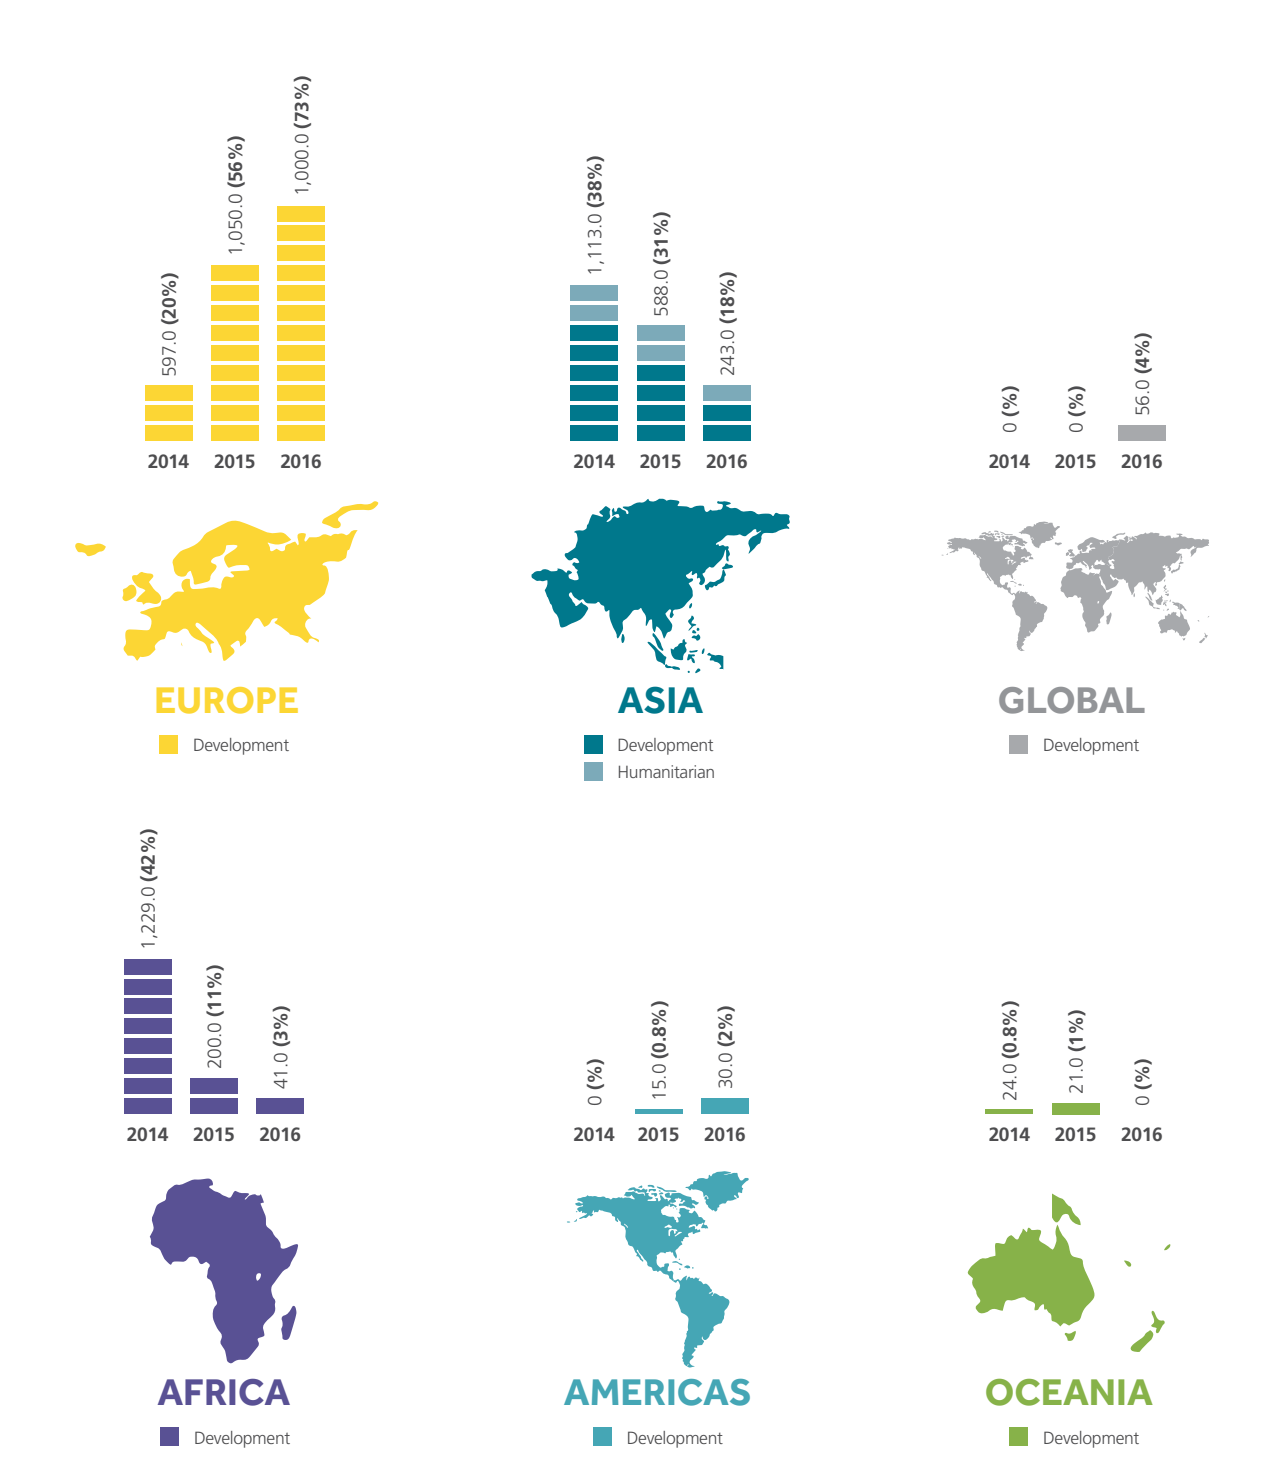 597.0 (20%)
1,050.0 (56%)
1,000.0 (73%)
2014 2015 2016
EUROPE
Development
1,113.0 (38%)
588.0 (31%)
243.0 (18%)
2014 2015 2016
ASIA
Development
Humanitarian
0 (%)
0 (%)
56.0 (4%)
2014 2015 2016
GLOBAL
Development
1,229.0 (42%)
200.0 (11%)
41.0 (3%)
2014 2015 2016
AFRICA
Development
0 (%)
15.0 (0.8%)
30.0 (2%)
2014 2015 2016
AMERICAS
Development
24.0 (0.8%)
21.0 (1%)
0 (%)
2014 2015 2016
OCEANIA
Development